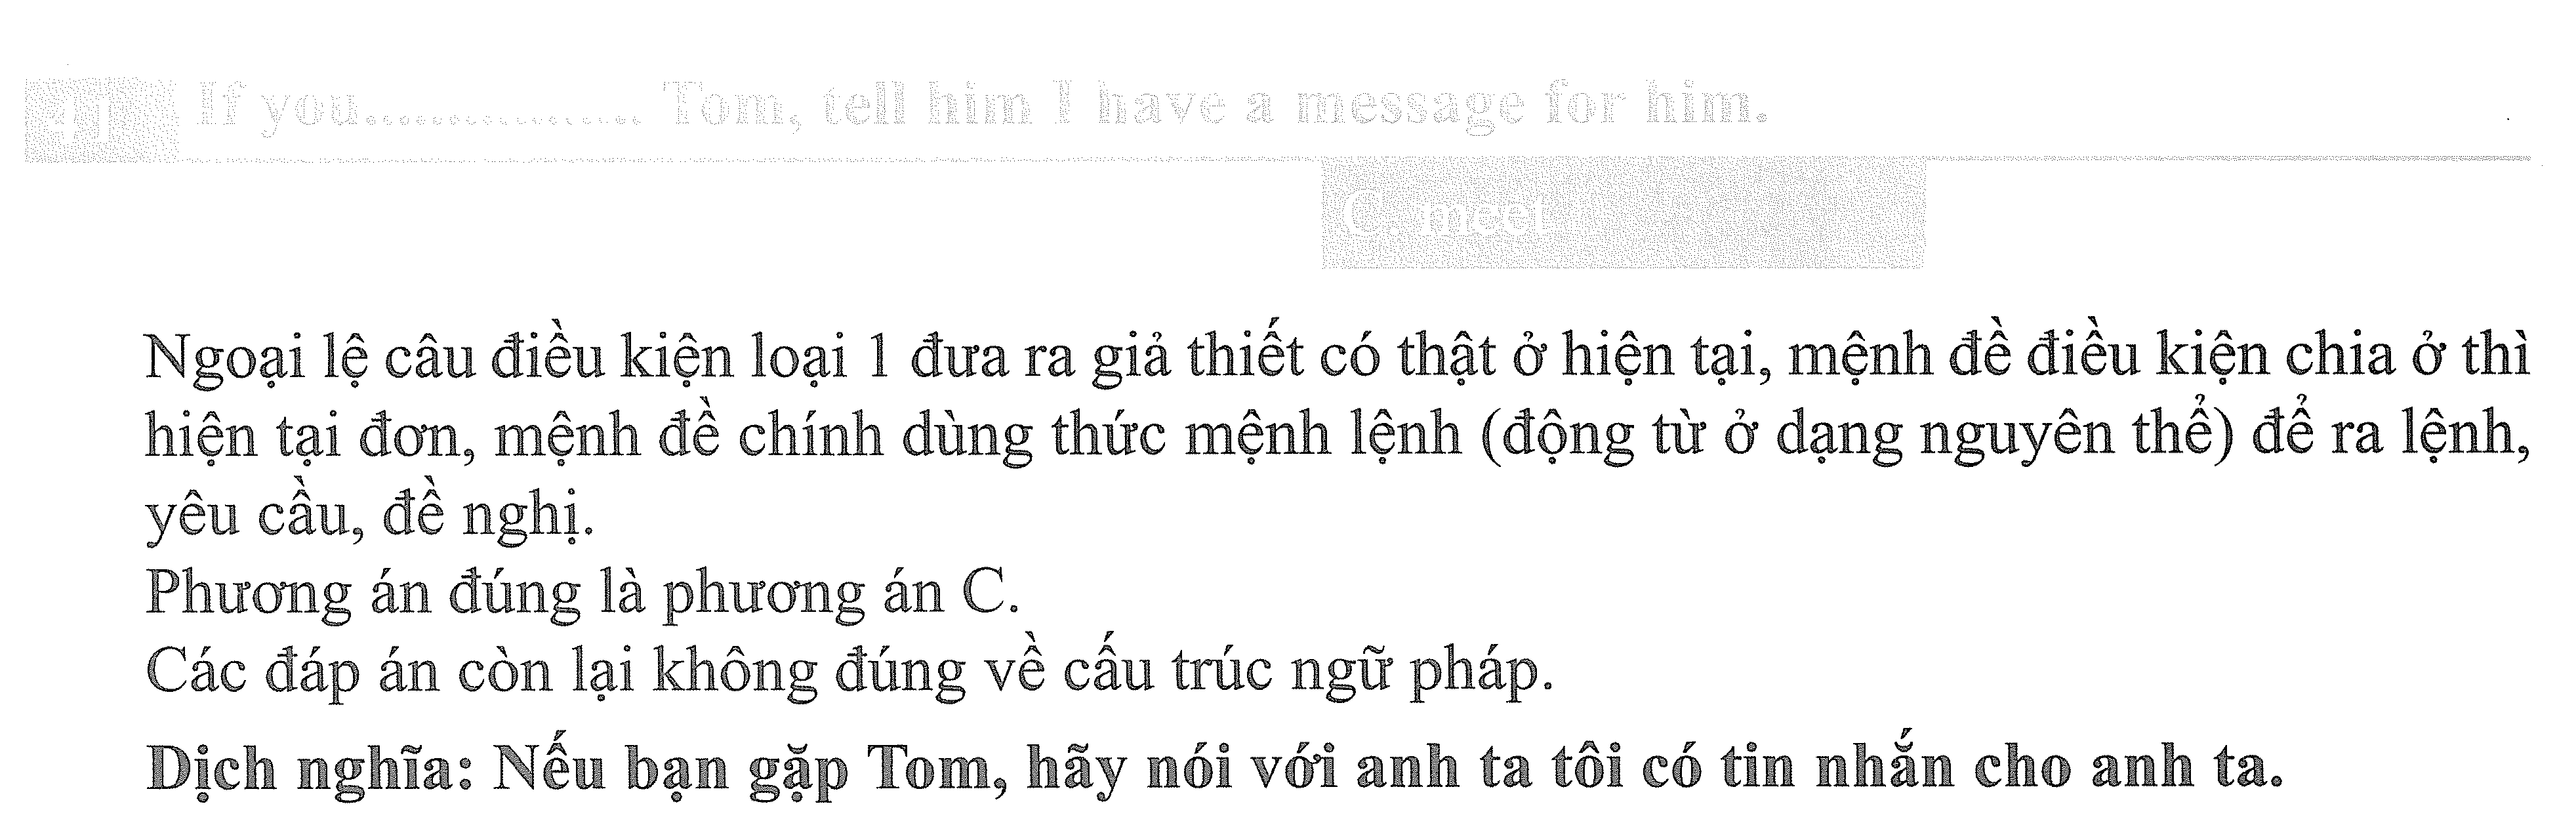 41 If you.................. Tom, tell him I have a message for him.
C. meet
Ngoại lệ câu điều kiện loại 1 đưa ra giả thiết có thật ở hiện tại, mệnh đề điều kiện chia ở thì
hiện tại đơn, mệnh đề chính dùng thức mệnh lệnh (động từ ở dạng nguyên thể) để ra lệnh,
yêu cầu, đề nghị.
Phương án đúng là phương án C.
Các đáp án còn lại không đúng về cấu trúc ngữ pháp.
Dịch nghĩa: Nếu bạn gặp Tom, hãy nói với anh ta tôi có tin nhắn cho anh ta.